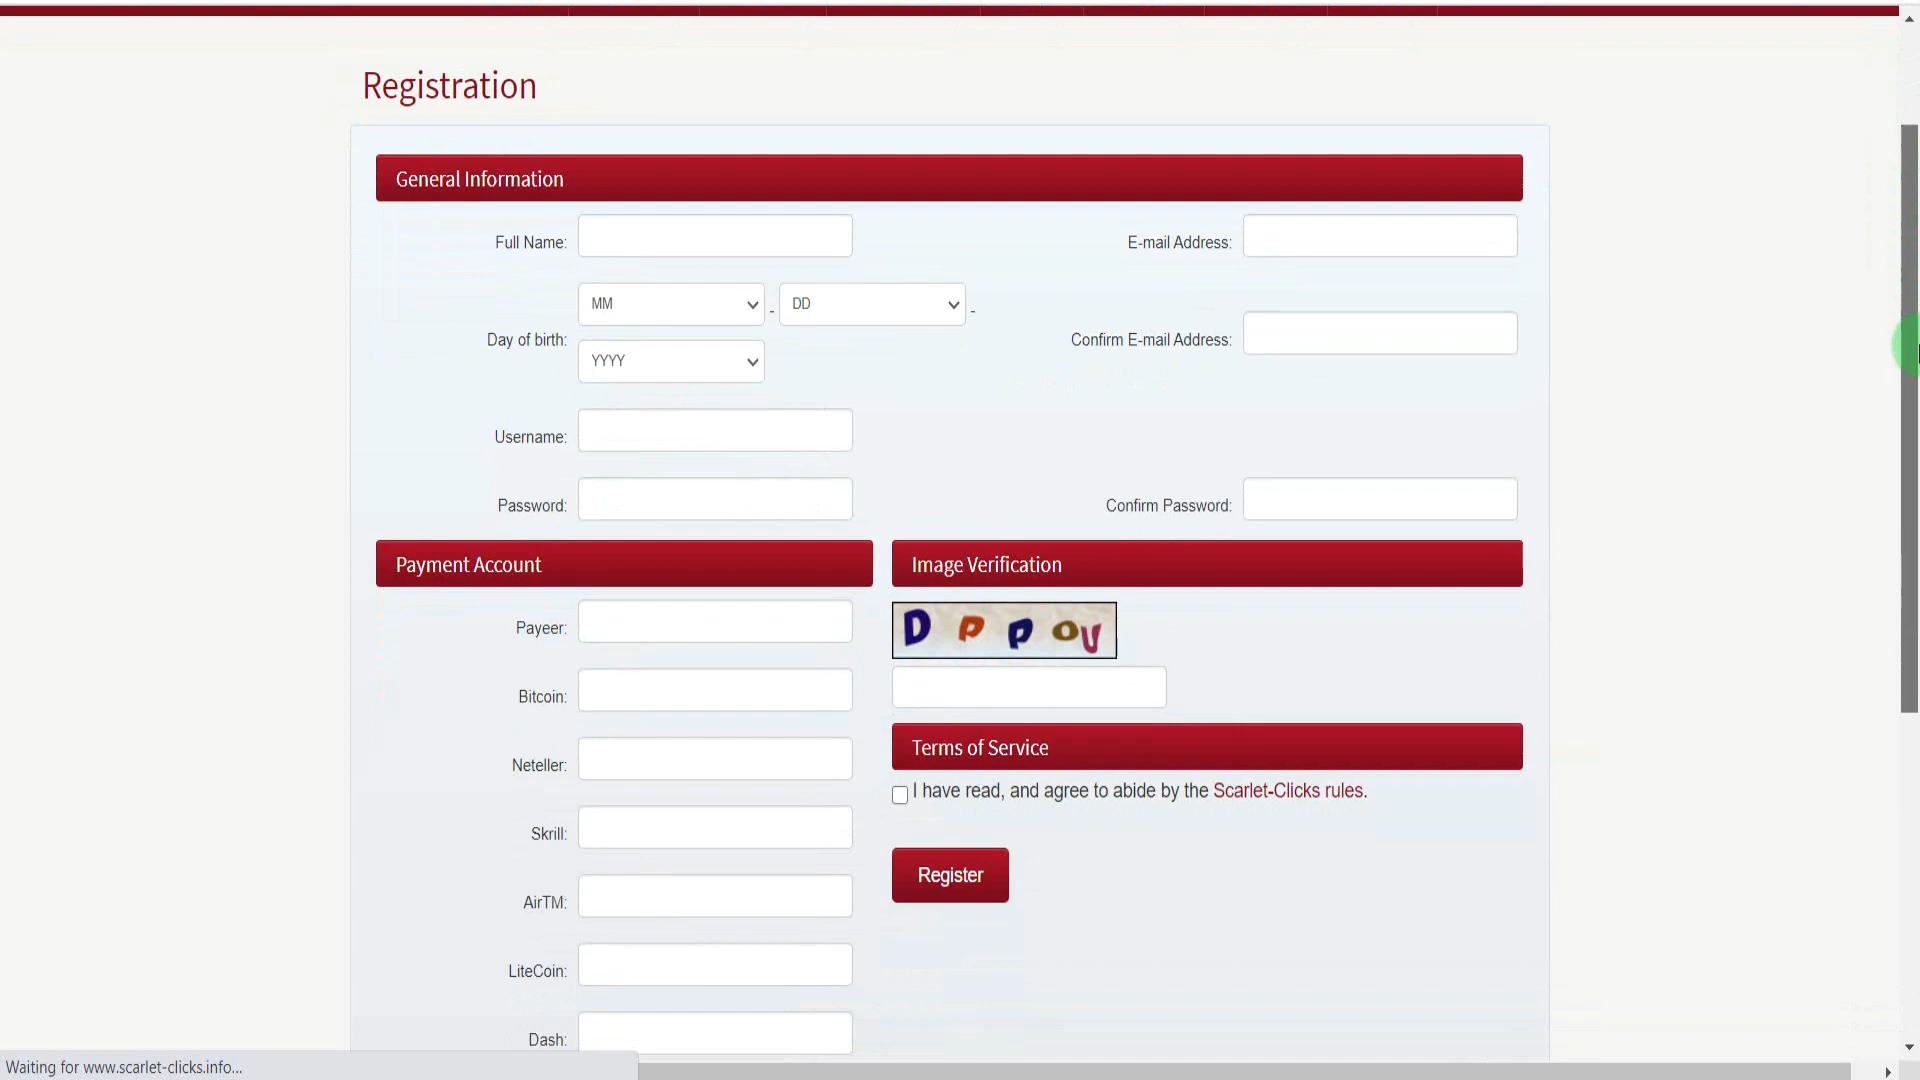 Registration
General Information
Full Name:
E-mail Address:
MM - DD -
Day of birth:
Confirm E-mail Address:
YYYY
Username:
Password:
Confirm Password:
Payment Account
Image Verification
Payeer:
D P P O V
Bitcoin:
Neteller:
Terms of Service
I have read, and agree to abide by the Scarlet-Clicks rules.
Skrill:
Register
AirTM:
LiteCoin:
Dash:
Waiting for www.scarlet-clicks.info...